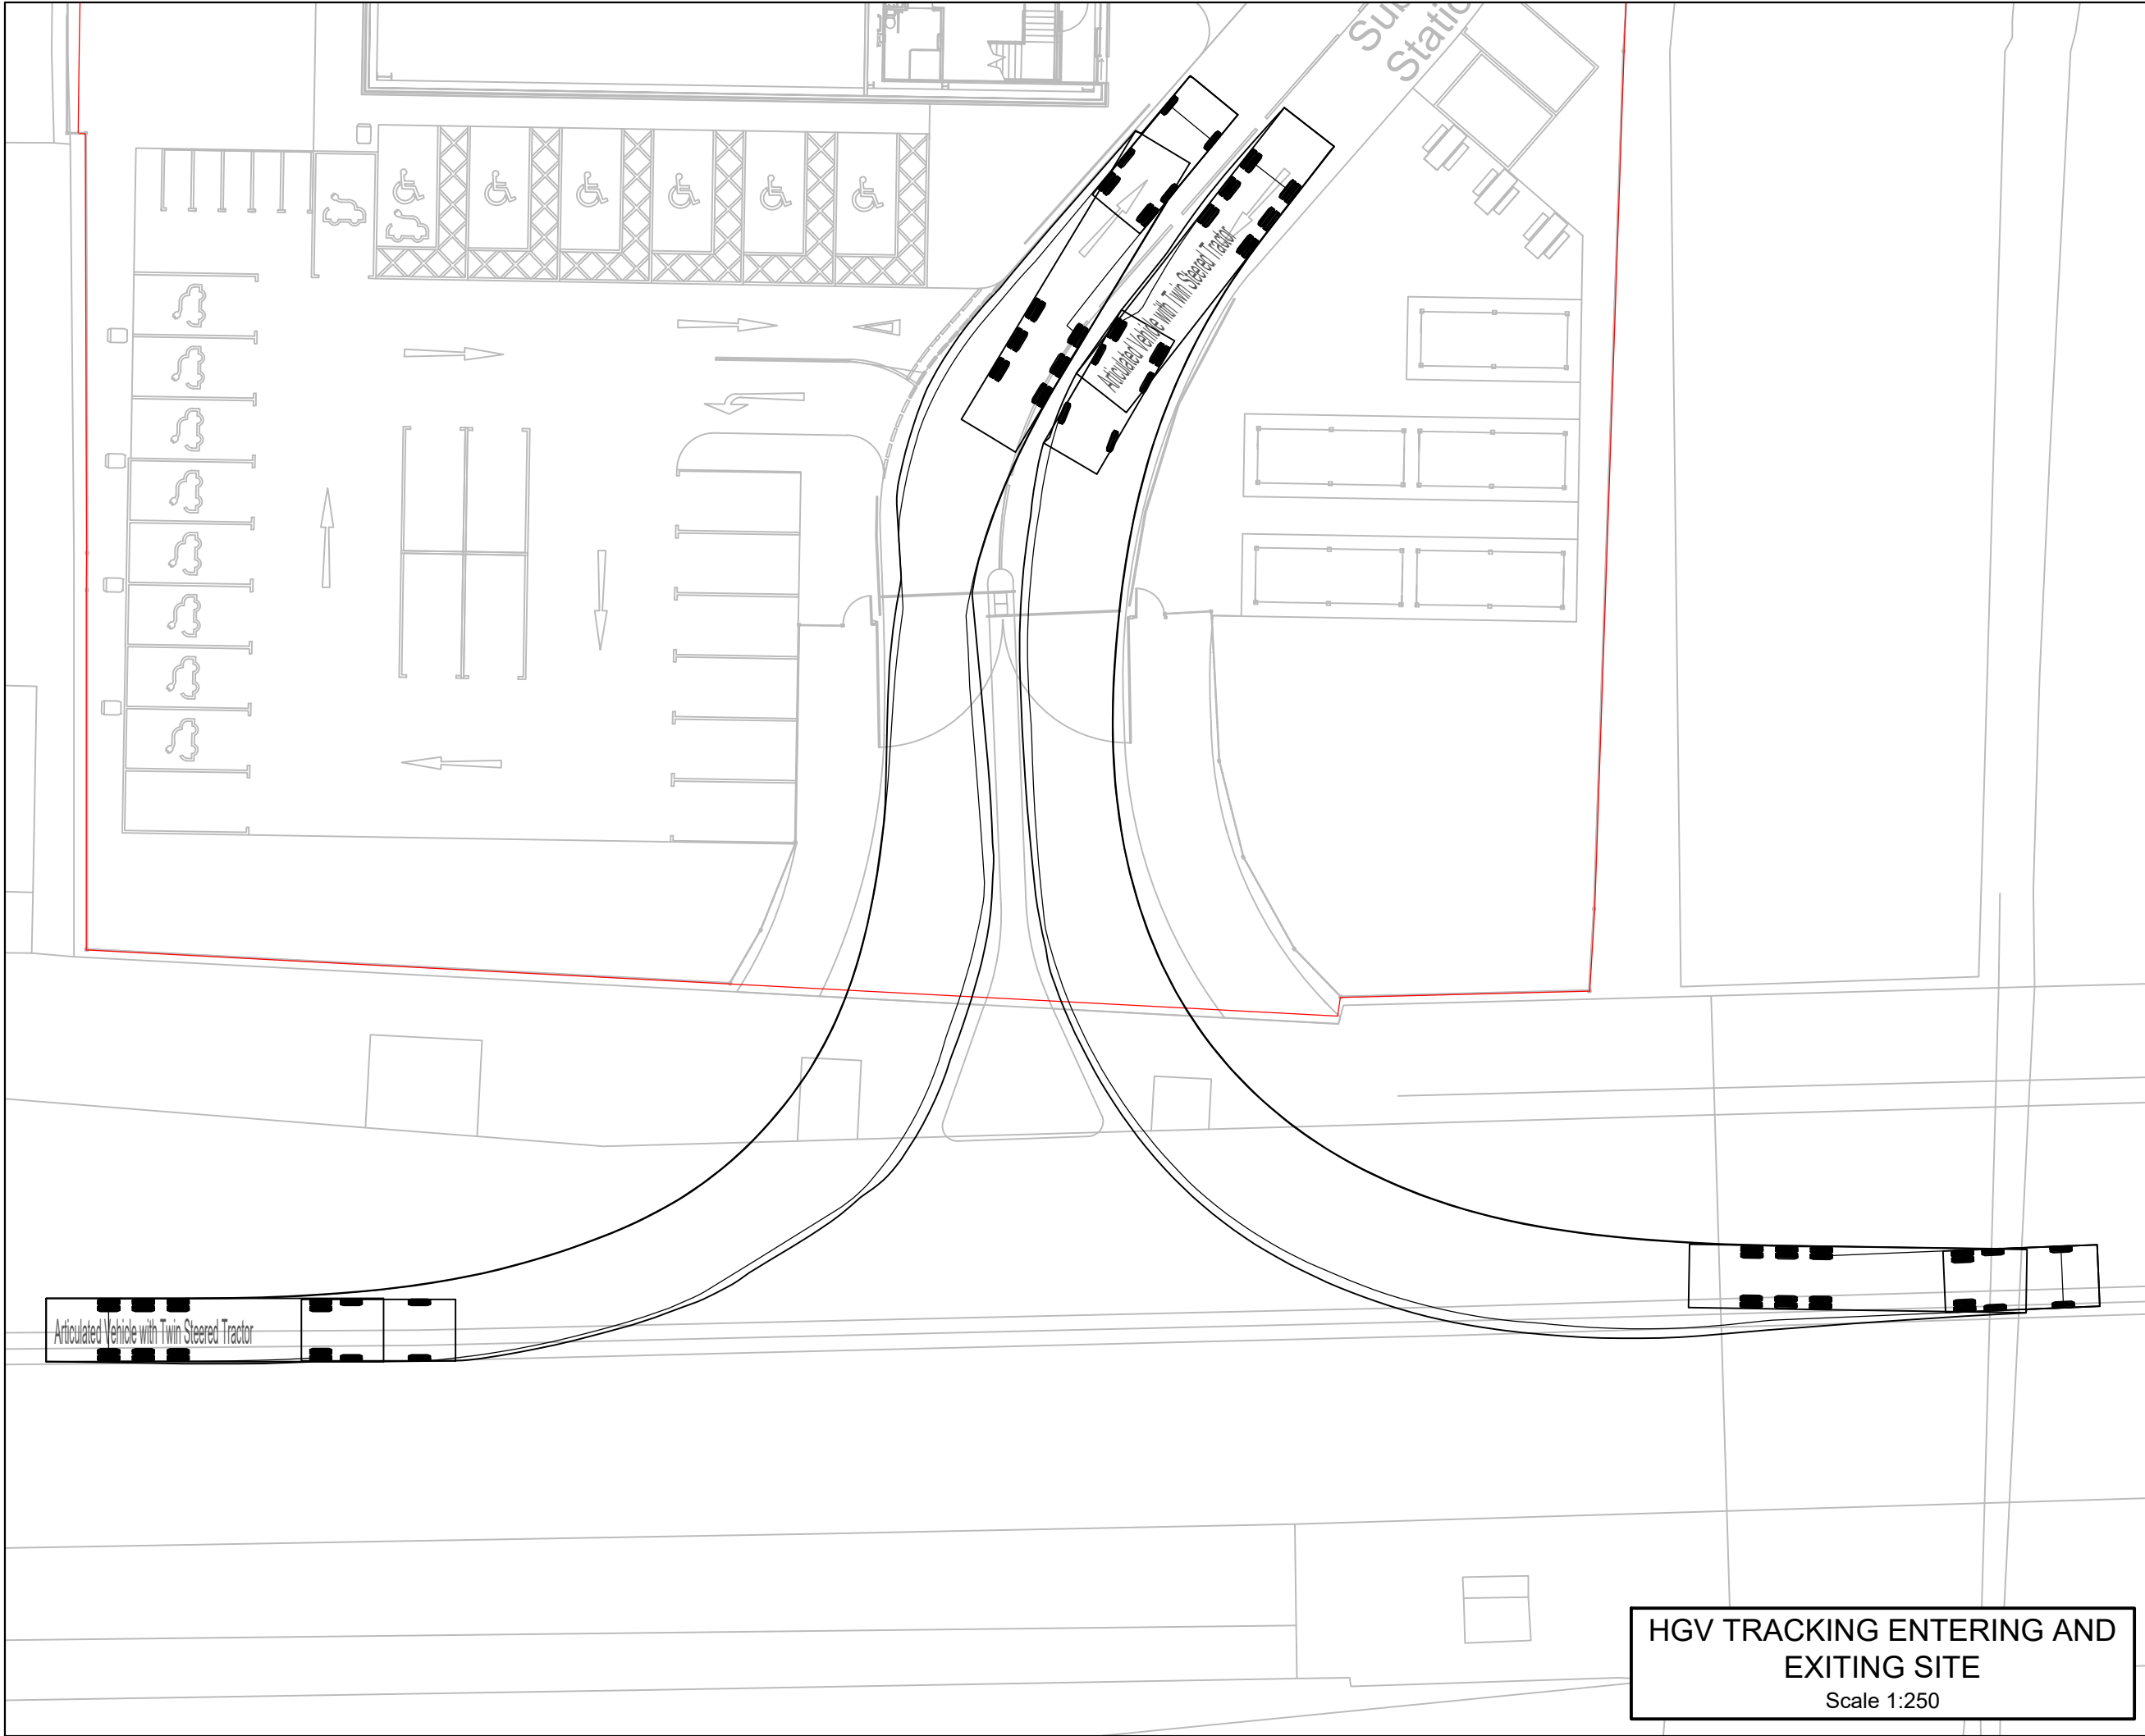 Articulated Vehicle with Twin Steered Tractor
Articulated Vehicle with Twin Steered Tractor
HGV TRACKING ENTERING AND
EXITING SITE
Scale 1:250